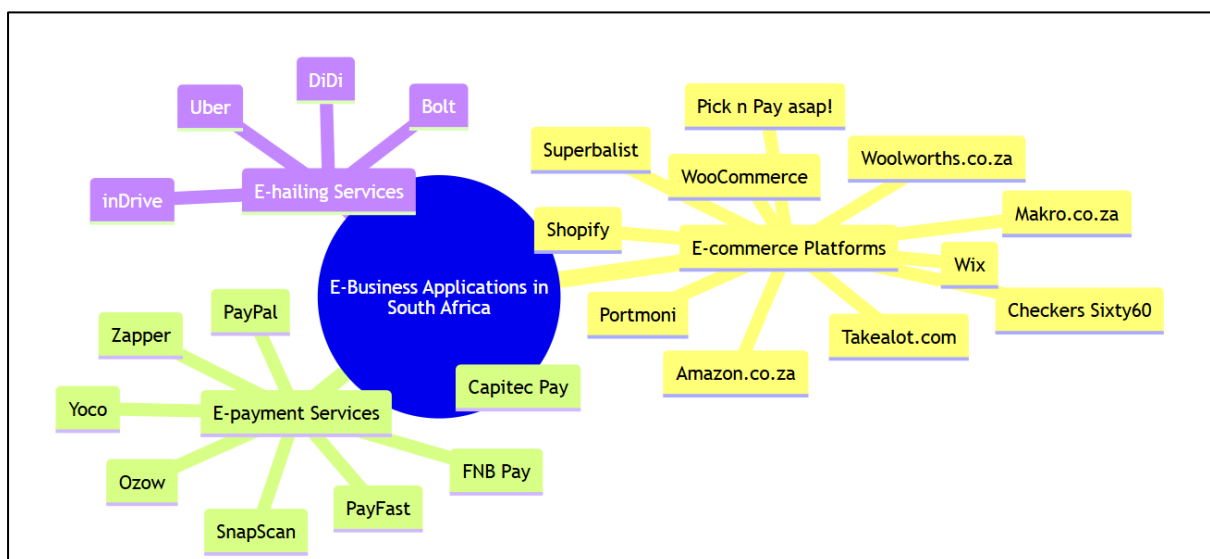 DiDi
Uber
Bolt
inDrive
E-hailing Services
Pick n Pay asap!
Superbalist
WooCommerce
Woolworths.co.za
Shopify
E-commerce Platforms
Makro.co.za
Wix
Portmoni
Checkers Sixty60
Takealot.com
Amazon.co.za
E-Business Applications in
South Africa
PayPal
Zapper
Capitec Pay
Yoco
E-payment Services
Ozow
FNB Pay
SnapScan
PayFast